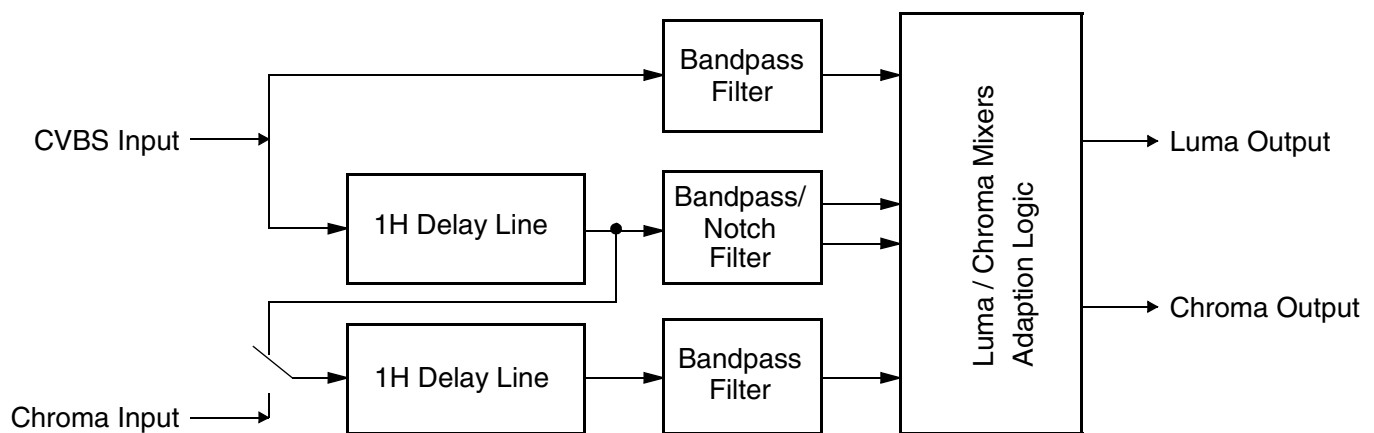 Bandpass
Filter
CVBS Input
1H Delay Line
Bandpass/
Notch
Filter
Luma / Chroma Mixers
Adaption Logic
Luma Output
Chroma Output
1H Delay Line
Bandpass
Filter
Chroma Input